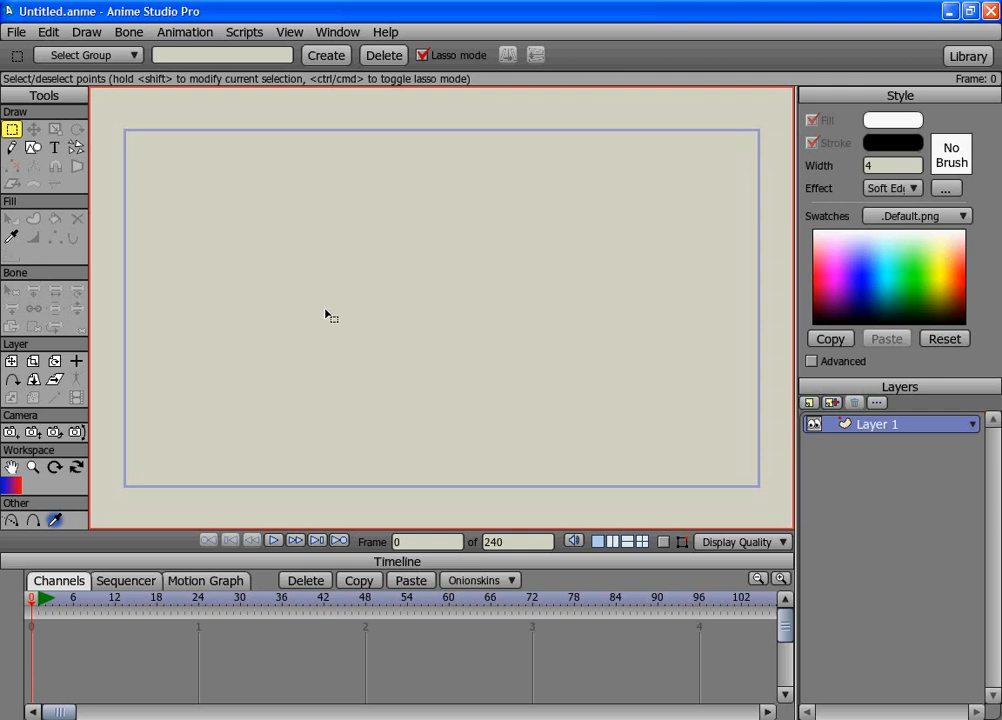 Untitled.anme - Anime Studio Pro
File Edit Draw Bone Animation Scripts View Window Help
Select Group Create Delete Lasso mode Library
Select/deselect points (hold <shift> to modify current selection, <ctrl/cmd> to toggle lasso mode) Frame: 0
Tools
Draw
T
Fill
Bone
Layer
Camera
Workspace
Other
Style
Fill
Stroke
No
Brush
Width 4
Effect Soft Edg ...
Swatches .Default.png
Copy Paste Reset
Advanced
Layers
Layer 1
Frame 0 of 240 Display Quality
Timeline
Channels Sequencer Motion Graph Delete Copy Paste Onionskins
0 6 12 18 24 30 36 42 48 54 60 66 72 78 84 90 96 102
0 1 2 3 4